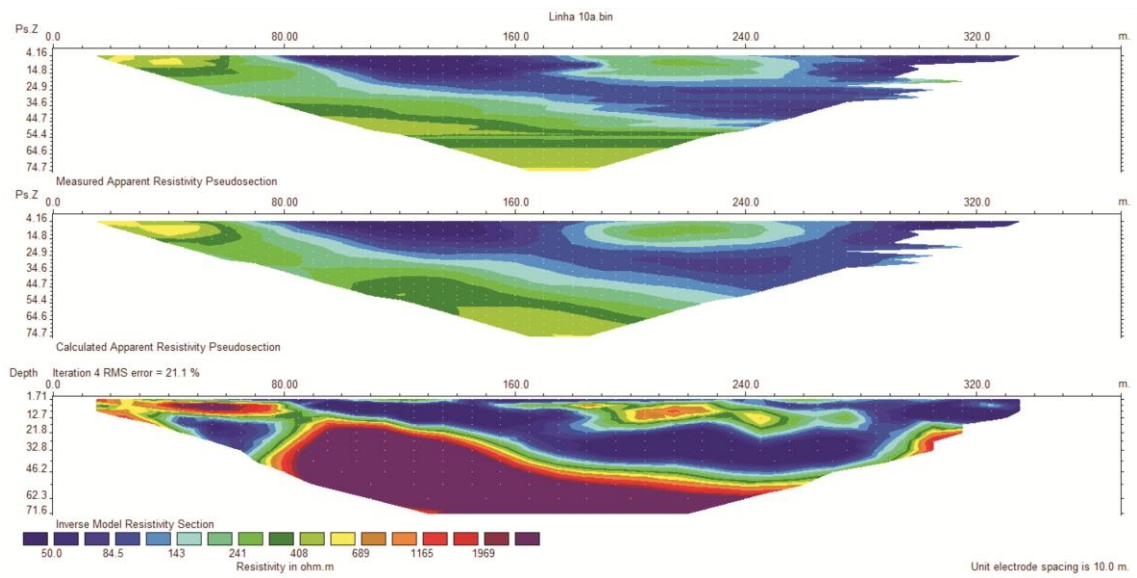 Linha 10a.bin
Ps.Z 0.0 80.00 160.0 240.0 320.0 m.
4.16
14.8
24.9
34.6
44.7
54.4
63.6
74.7
Measured Apparent Resistivity Pseudosection
Ps.Z 0.0 80.00 160.0 240.0 320.0 m.
4.16
14.8
24.9
34.6
44.7
54.4
63.6
74.7
Calculated Apparent Resistivity Pseudosection
Depth Iteration 4 RMS error = 21.1 %
0.0 80.00 160.0 240.0 320.0 m.
1.71
12.7
21.8
32.8
46.2
62.3
71.6
Inverse Model Resistivity Section
50.0 84.5 143 241 408 689 1165 1969
Resistivity in ohm.m
Unit electrode spacing is 10.0 m.